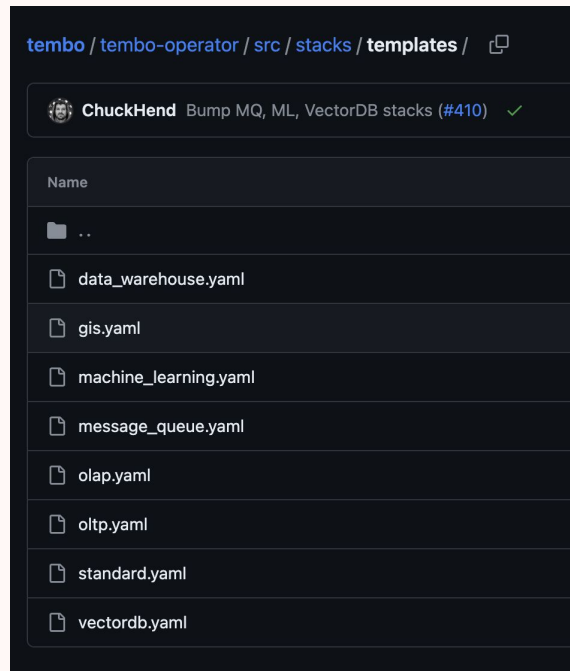 tembo / tembo-operator / src / stacks / templates /
ChuckHend Bump MQ, ML, VectorDB stacks (#410)
Name
..
data_warehouse.yaml
gis.yaml
machine_learning.yaml
message_queue.yaml
olap.yaml
oltp.yaml
standard.yaml
vectordb.yaml